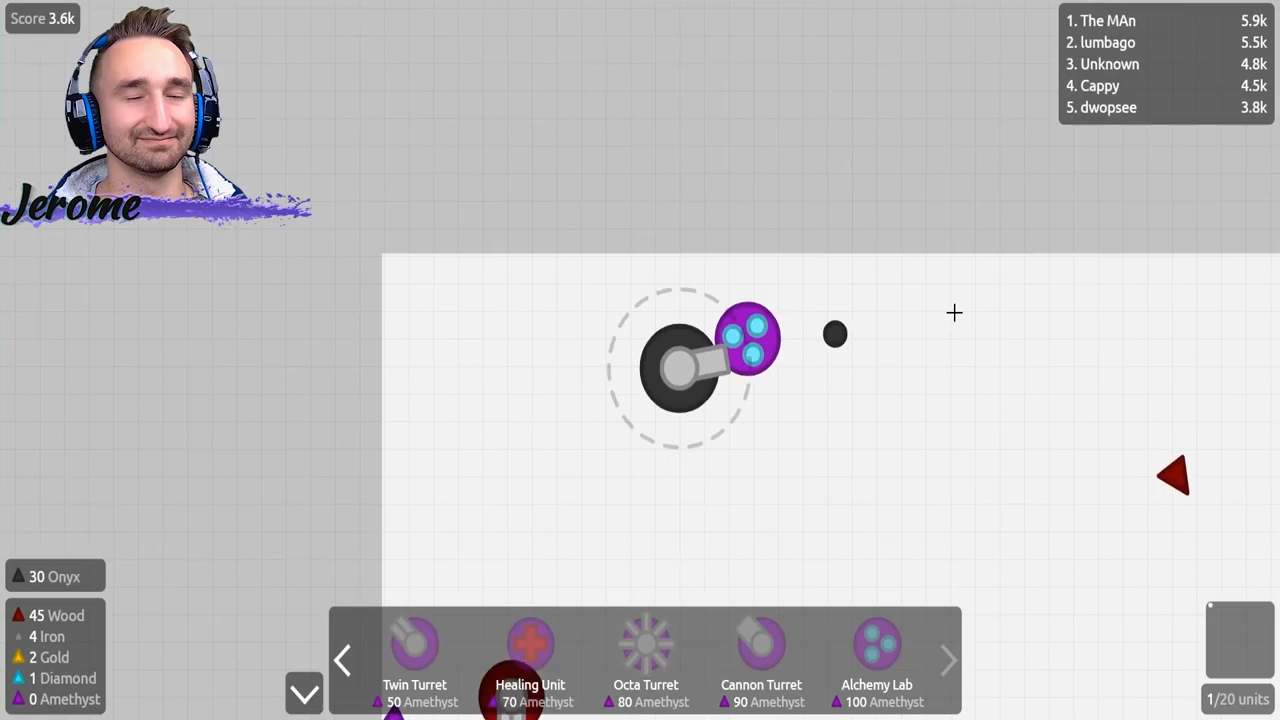 Score 3.6k
1. The MAn 5.9k
2. lumbago 5.5k
3. Unknown 4.8k
4. Cappy 4.5k
5. dwopsee 3.8k
Jerome
30 Onyx
45 Wood
4 Iron
2 Gold
1 Diamond
0 Amethyst
Twin Turret
50 Amethyst
Healing Unit
70 Amethyst
Octa Turret
80 Amethyst
Cannon Turret
90 Amethyst
Alchemy Lab
100 Amethyst
1/20 units